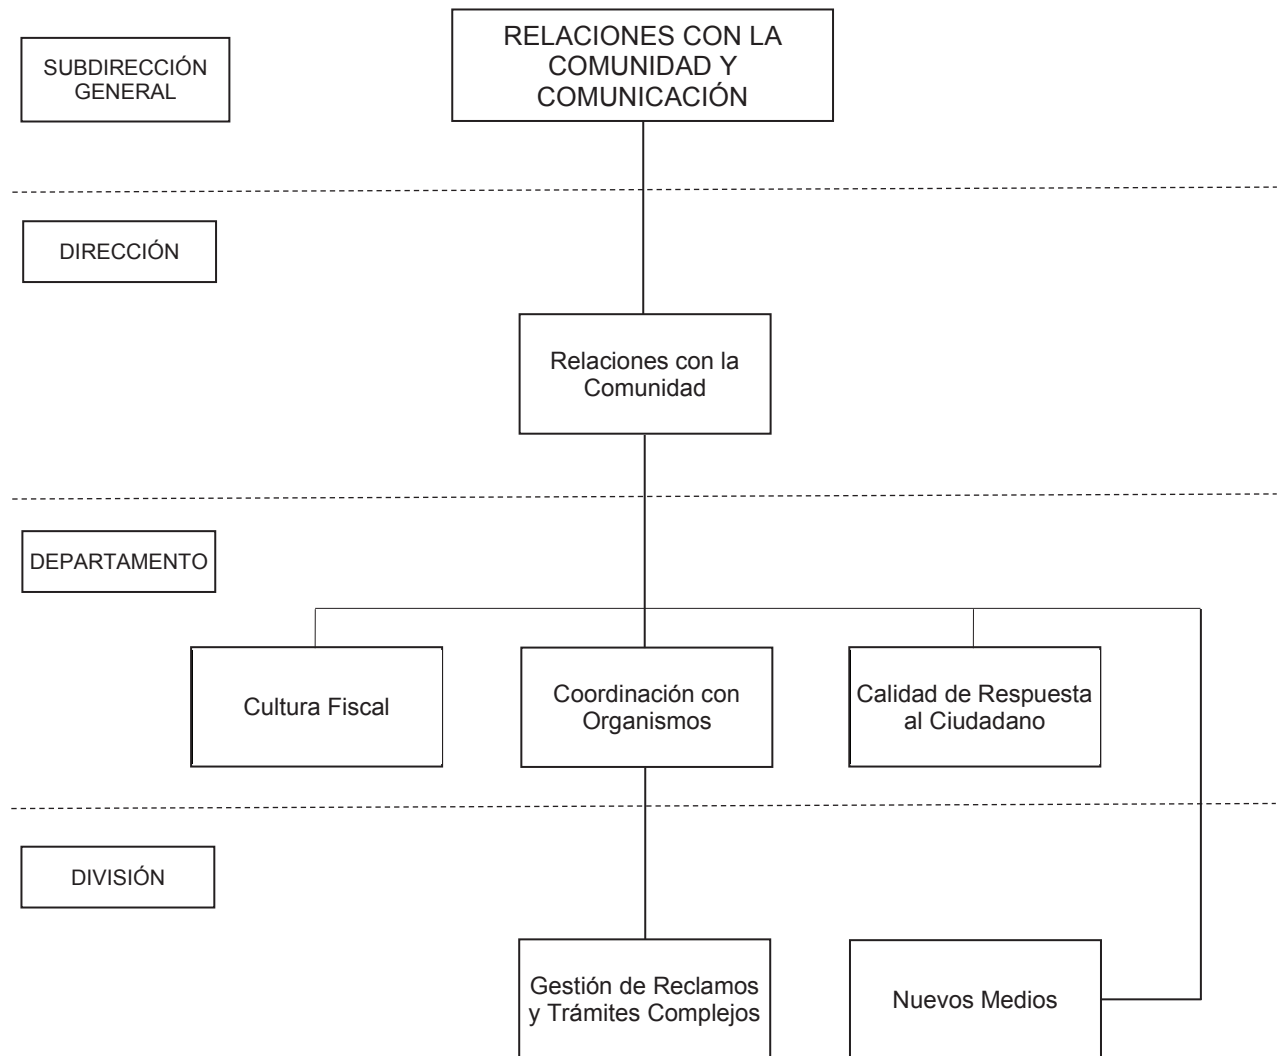 SUBDIRECCIÓN
GENERAL
RELACIONES CON LA
COMUNIDAD Y
COMUNICACIÓN
DIRECCIÓN
Relaciones con la
Comunidad
DEPARTAMENTO
Cultura Fiscal
Coordinación con
Organismos
Calidad de Respuesta
al Ciudadano
DIVISIÓN
Gestión de Reclamos
y Trámites Complejos
Nuevos Medios